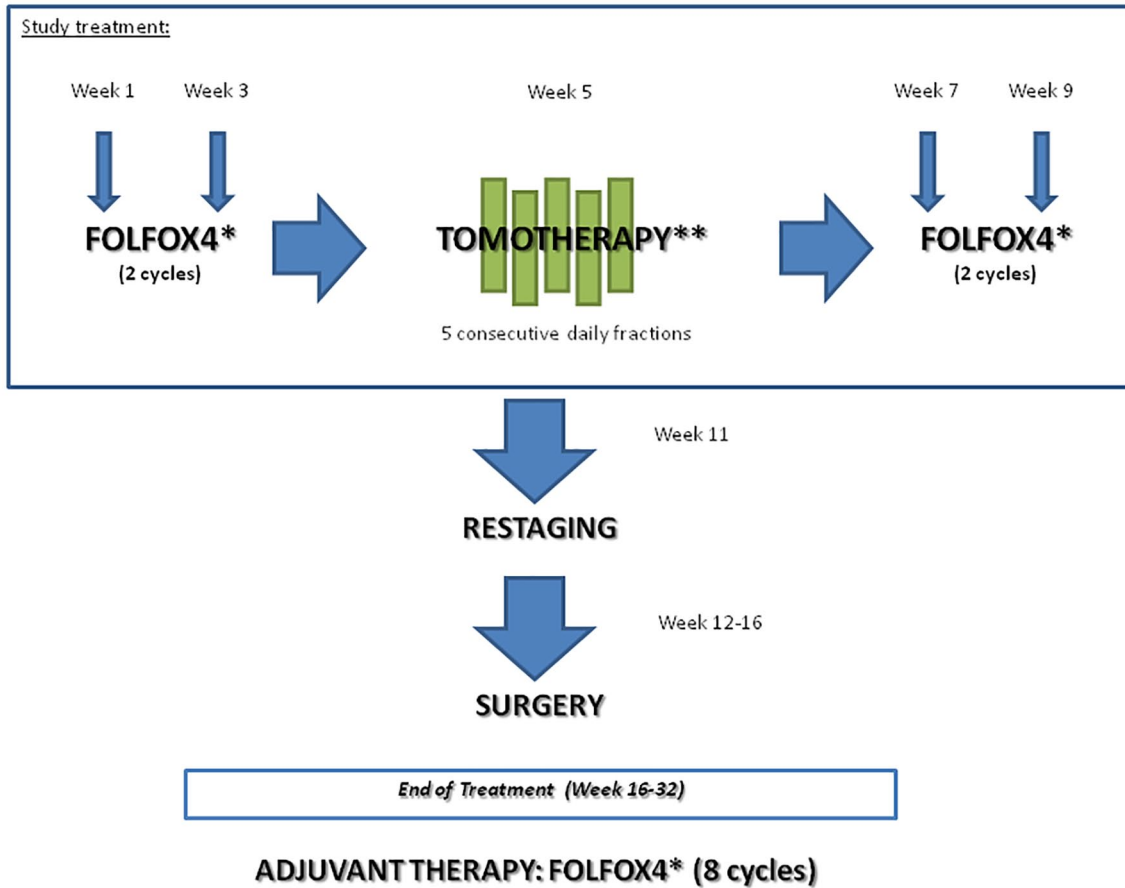 Study treatment:
Week 1 Week 3 Week 5 Week 7 Week 9
FOLFOX4* TOMOTHERAPY** FOLFOX4*
(2 cycles) (2 cycles)
5 consecutive daily fractions
Week 11
RESTAGING
Week 12-16
SURGERY
End of Treatment (Week 16-32)
ADJUVANT THERAPY: FOLFOX4* (8 cycles)